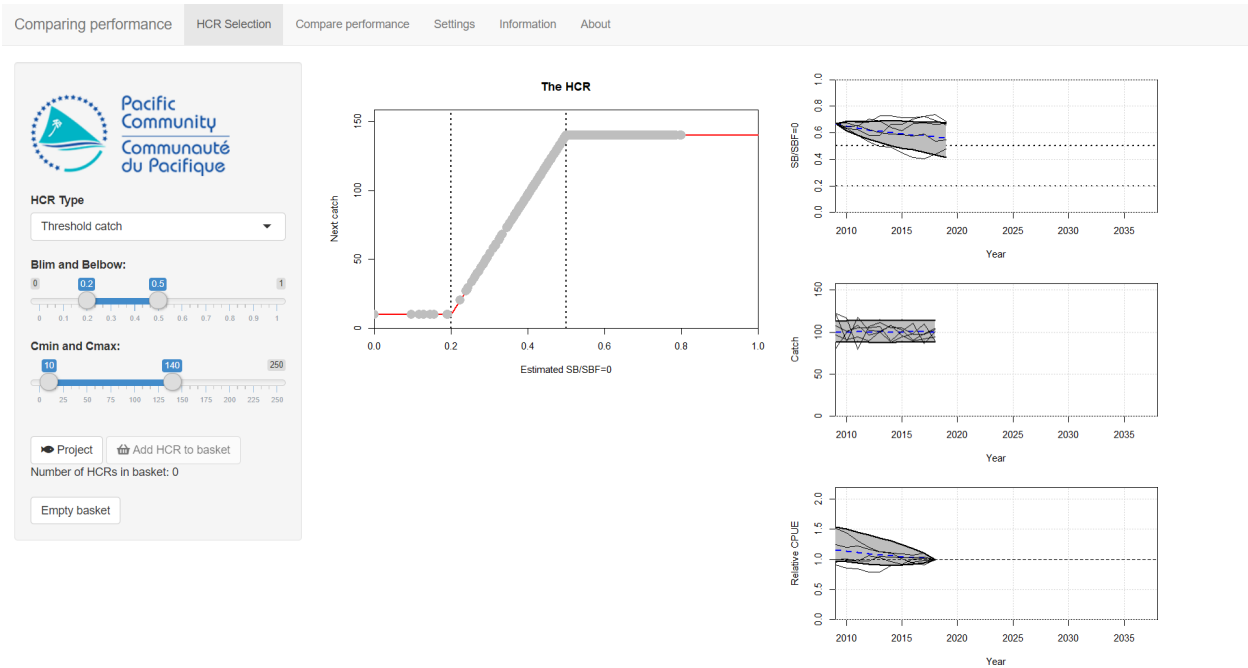 Comparing performance HCR Selection Compare performance Settings Information About
Pacific
Community
Communauté
du Pacifique
HCR Type
Threshold catch
Blim and Belbow:
0 0.2 0.5 1
0 0.1 0.2 0.3 0.4 0.5 0.6 0.7 0.8 0.9 1
Cmin and Cmax:
10 140 250
0 25 50 75 100 125 150 175 200 225 250
Project Add HCR to basket
Number of HCRs in basket: 0
Empty basket
The HCR
Next catch
150
100
50
0
0.0 0.2 0.4 0.6 0.8 1.0
Estimated SB/SBF=0
SB/SBF=0
1.0
0.8
0.6
0.4
0.2
0.0
2010 2015 2020 2025 2030 2035
Year
Catch
150
100
50
0
2010 2015 2020 2025 2030 2035
Year
Relative CPUE
2.0
1.5
1.0
0.5
0.0
2010 2015 2020 2025 2030 2035
Year